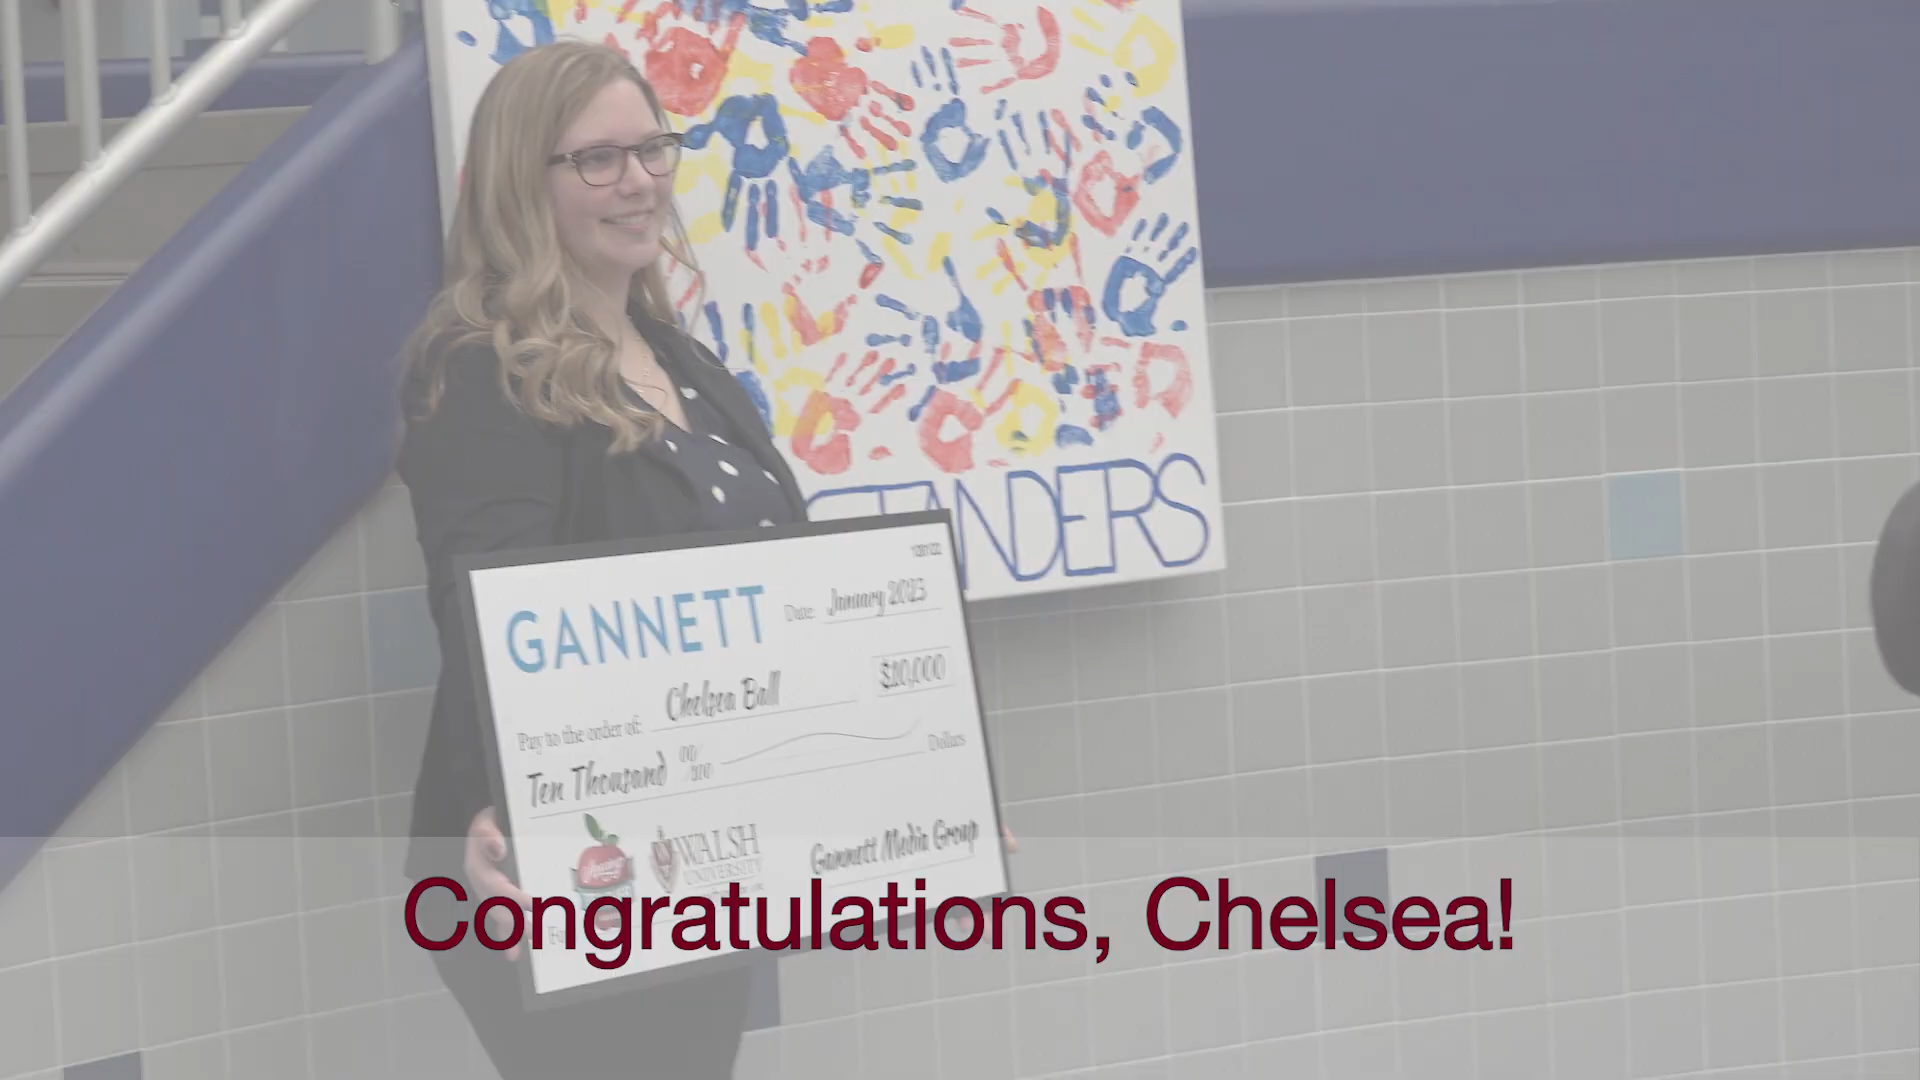 STANDERS
GANNETT
Date: January 2023
Pay to the order of: Chelsea Ball $10,000
Ten Thousand 00/100 Dollars
WALSH
UNIVERSITY
Gannett Media Group
Congratulations, Chelsea!